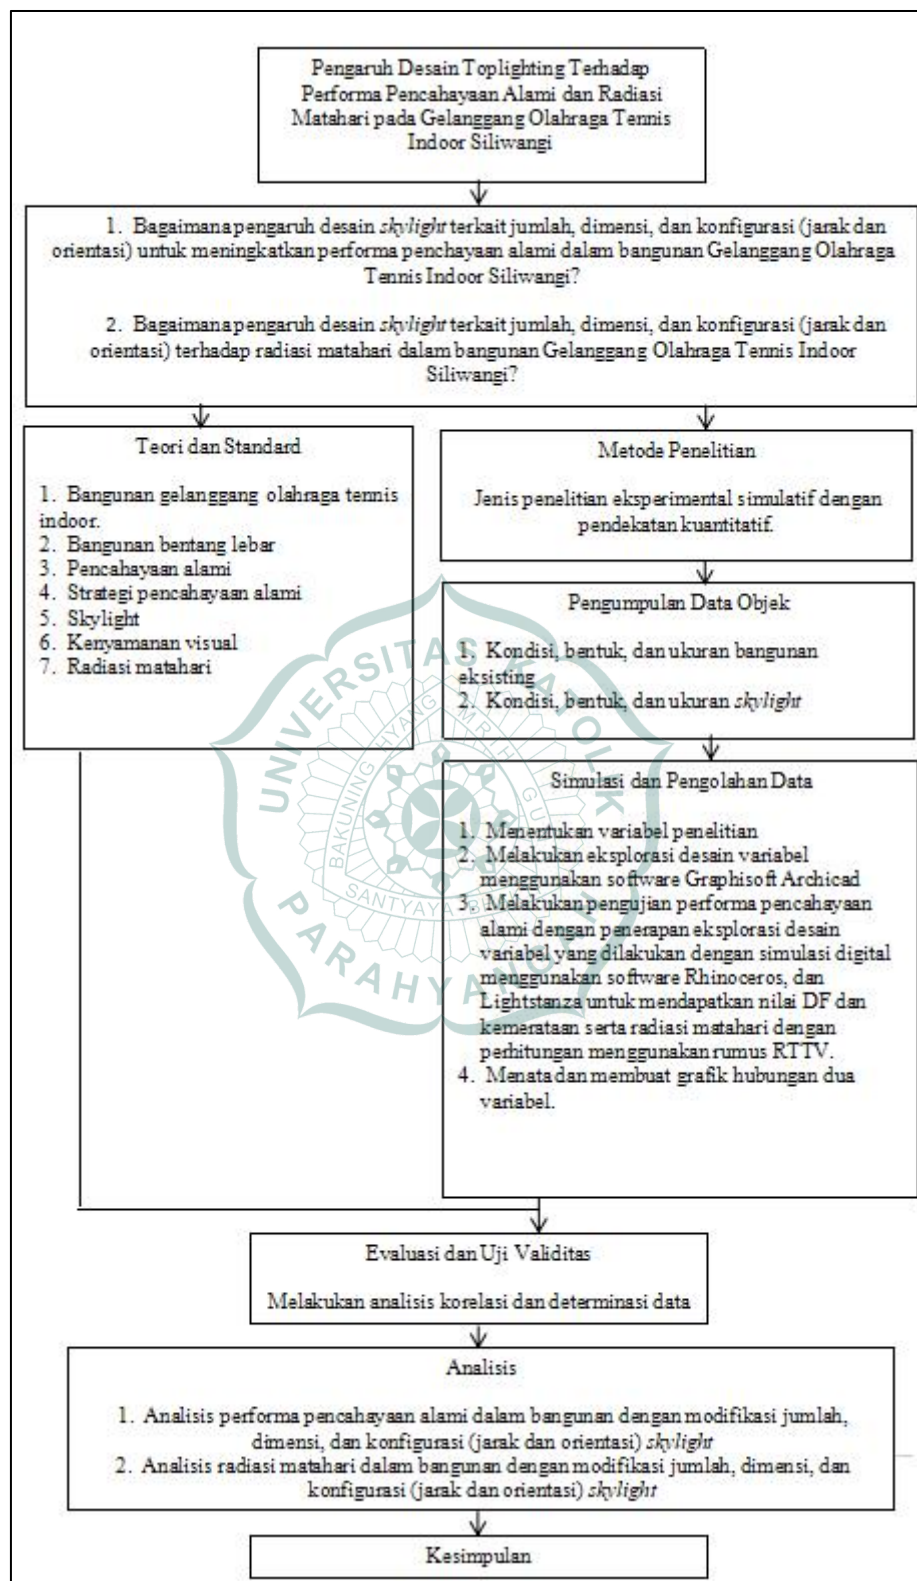 Pengaruh Desain Toplighting Terhadap
Performa Pencahayaan Alami dan Radiasi
Matahari pada Gelanggang Olahraga Tennis
Indoor Siliwangi
1. Bagaimana pengaruh desain skylight terkait jumlah, dimensi, dan konfigurasi (jarak dan
orientasi) untuk meningkatkan performa penchayaan alami dalam bangunan Gelanggang Olahraga
Tennis Indoor Siliwangi?
2. Bagaimana pengaruh desain skylight terkait jumlah, dimensi, dan konfigurasi (jarak dan
orientasi) terhadap radiasi matahari dalam bangunan Gelanggang Olahraga Tennis Indoor
Siliwangi?
Teori dan Standard
1. Bangunan gelanggang olahraga tennis
indoor.
2. Bangunan bentang lebar
3. Pencahayaan alami
4. Strategi pencahayaan alami
5. Skylight
6. Kenyamanan visual
7. Radiasi matahari
Metode Penelitian
Jenis penelitian eksperimental simulatif dengan
pendekatan kuantitatif.
Pengumpulan Data Objek
1. Kondisi, bentuk, dan ukuran bangunan
eksisting
2. Kondisi, bentuk, dan ukuran skylight
Simulasi dan Pengolahan Data
1. Menentukan variabel penelitian
2. Melakukan eksplorasi desain variabel
menggunakan software Graphisoft Archicad
3. Melakukan pengujian performa pencahayaan
alami dengan penerapan eksplorasi desain
variabel yang dilakukan dengan simulasi digital
menggunakan software Rhinoceros, dan
Lightstanza untuk mendapatkan nilai DF dan
kemerataan serta radiasi matahari dengan
perhitungan menggunakan rumus RTTV.
4. Menata dan membuat grafik hubungan dua
variabel.
UNIVERSITAS KATOLIK
PARAHYANGAN
BAKUNING HYANG MRIH GUNA
SANTYAYA
Evaluasi dan Uji Validitas
Melakukan analisis korelasi dan determinasi data
Analisis
1. Analisis performa pencahayaan alami dalam bangunan dengan modifikasi jumlah,
dimensi, dan konfigurasi (jarak dan orientasi) skylight
2. Analisis radiasi matahari dalam bangunan dengan modifikasi jumlah, dimensi, dan
konfigurasi (jarak dan orientasi) skylight
Kesimpulan